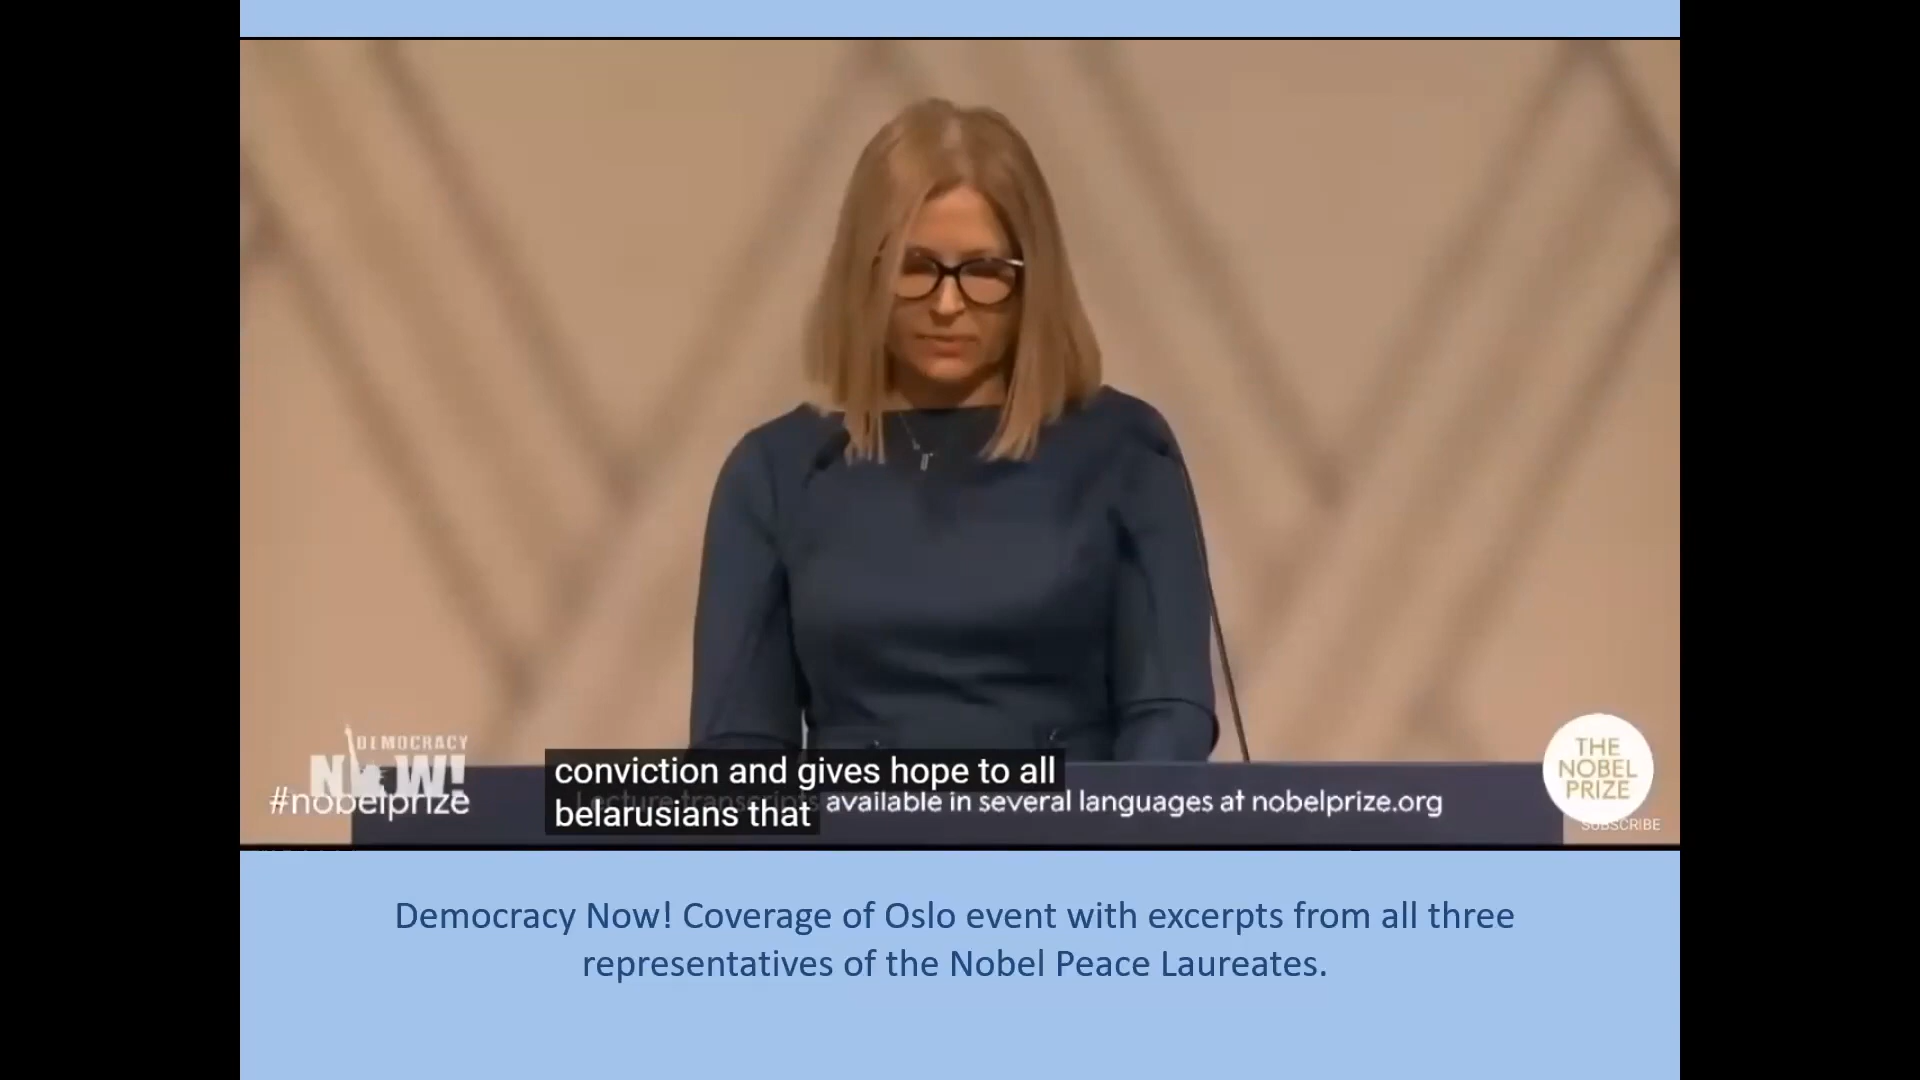 DEMOCRACY
NOW!
#nobelprize
conviction and gives hope to all
belarusians that
Lecture transcripts available in several languages at nobelprize.org
THE
NOBEL
PRIZE
SUBSCRIBE
Democracy Now! Coverage of Oslo event with excerpts from all three
representatives of the Nobel Peace Laureates.